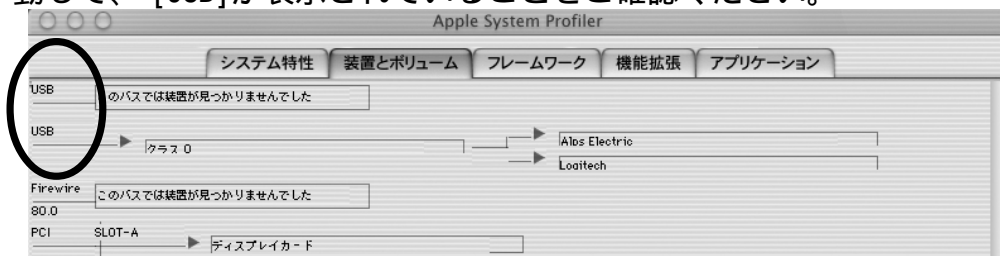 動して、[USB]が表示されていることをご確認ください。
Apple System Profiler
システム特性 装置とボリューム フレームワーク 機能拡張 アプリケーション
USB のバスでは装置が見つかりませんでした
USB クラス 0 Alps Electric
Logitech
Firewire このバスでは装置が見つかりませんでした
80.0
PCI SLOT-A ディスプレイカード